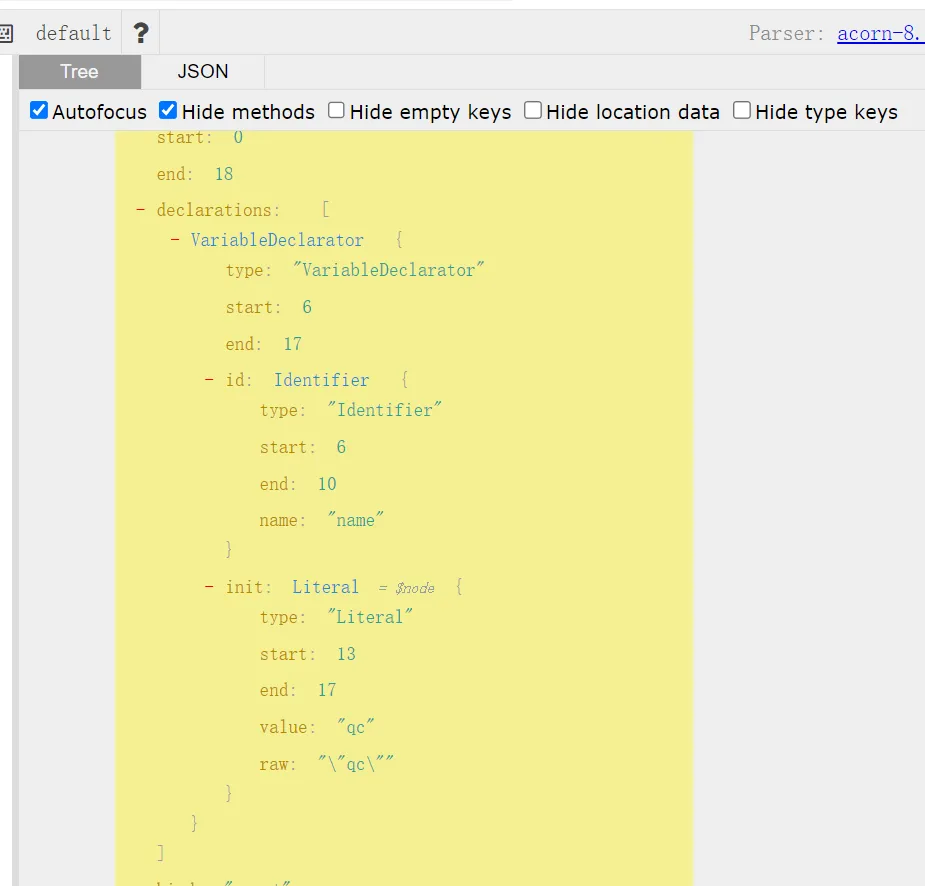 default ? Parser: acorn-8.
Tree JSON
Autofocus Hide methods Hide empty keys Hide location data Hide type keys
start: 0
end: 18
- declarations: [
- VariableDeclarator {
type: "VariableDeclarator"
start: 6
end: 17
- id: Identifier {
type: "Identifier"
start: 6
end: 10
name: "name"
}
- init: Literal = $node {
type: "Literal"
start: 13
end: 17
value: "qc"
raw: "\"qc\""
}
}
]